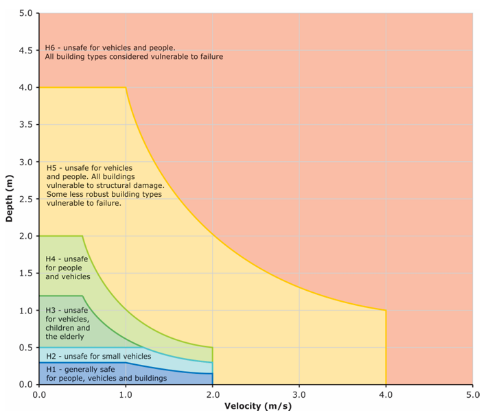 5.0
4.5
4.0
3.5
3.0
2.5
2.0
1.5
1.0
0.5
0.0
Depth (m)
H6 - unsafe for vehicles and people.
All building types considered vulnerable to failure
H5 - unsafe for vehicles
and people. All buildings
vulnerable to structural damage.
Some less robust building types
vulnerable to failure.
H4 - unsafe
for people
and vehicles
H3 - unsafe
for vehicles,
children and
the elderly
H2 - unsafe for small vehicles
H1 - generally safe
for people, vehicles and buildings
0.0 1.0 2.0 3.0 4.0 5.0
Velocity (m/s)